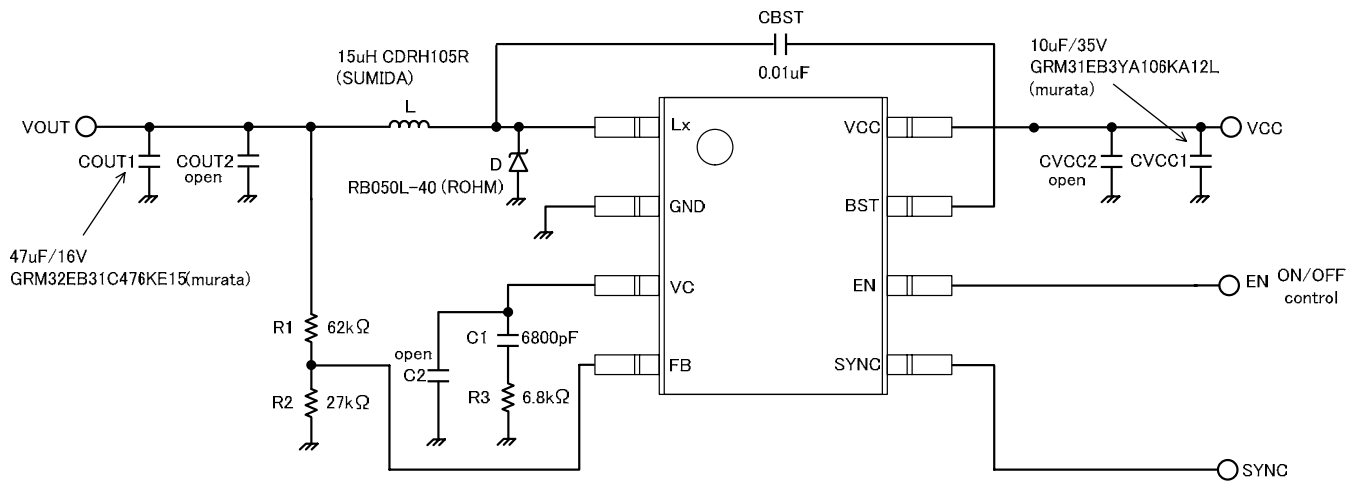 CBST
0.01uF
15uH CDRH105R
(SUMIDA)
L
10uF/35V
GRM31EB3YA106KA12L
(murata)
VOUT
COUT1
COUT2
open
D
RB050L-40 (ROHM)
Lx
VCC
VCC
CVCC2
open
CVCC1
GND
BST
47uF/16V
GRM32EB31C476KE15(murata)
VC
EN
EN ON/OFF
control
R1 62kΩ
open
C2
C1 6800pF
FB
SYNC
R2 27kΩ
R3 6.8kΩ
SYNC